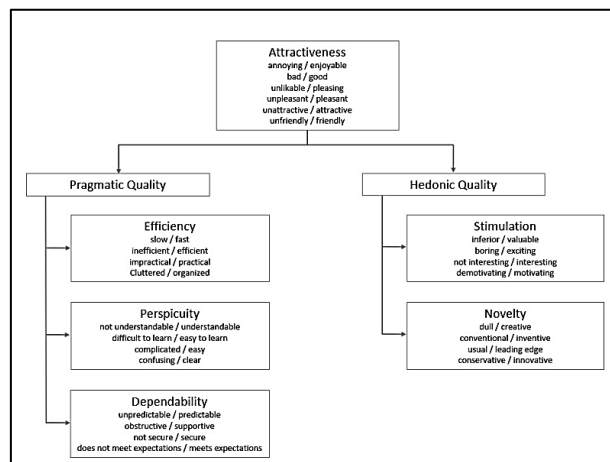 Attractiveness
annoying / enjoyable
bad / good
unlikable / pleasing
unpleasant / pleasant
unattractive / attractive
unfriendly / friendly
Pragmatic Quality
Hedonic Quality
Efficiency
slow / fast
inefficient / efficient
impractical / practical
Cluttered / organized
Perspicuity
not understandable / understandable
difficult to learn / easy to learn
complicated / easy
confusing / clear
Dependability
unpredictable / predictable
obstructive / supportive
not secure / secure
does not meet expectations / meets expectations
Stimulation
inferior / valuable
boring / exciting
not interesting / interesting
demotivating / motivating
Novelty
dull / creative
conventional / inventive
usual / leading edge
conservative / innovative